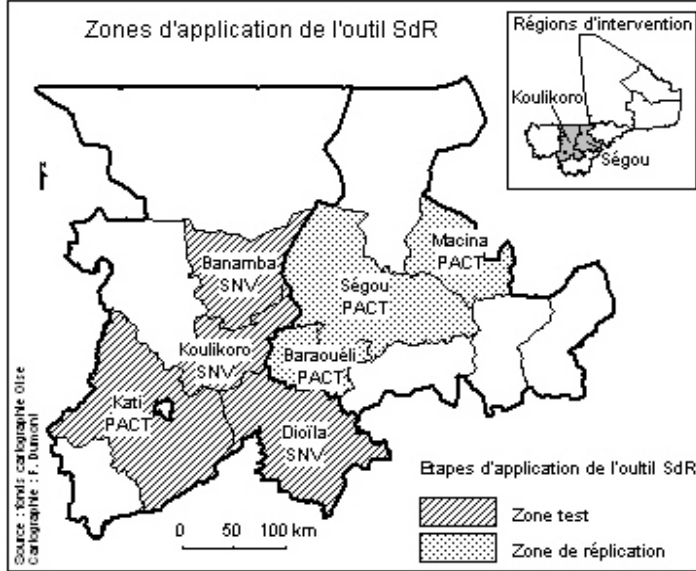 Zones d'application de l'outil SdR
Régions d'intervention
Koulikoro
Ségou
Macina
PACT
Banamba
SNV
Ségou
PACT
Koulikoro
SNV
Baraouéli
PACT
Kati
PACT
Dioïla
SNV
Etapes d'application de l'oultil SdR
Zone test
Zone de réplication
0 50 100 km
Source : fonds cartographie
Cartographie : F. Dumont